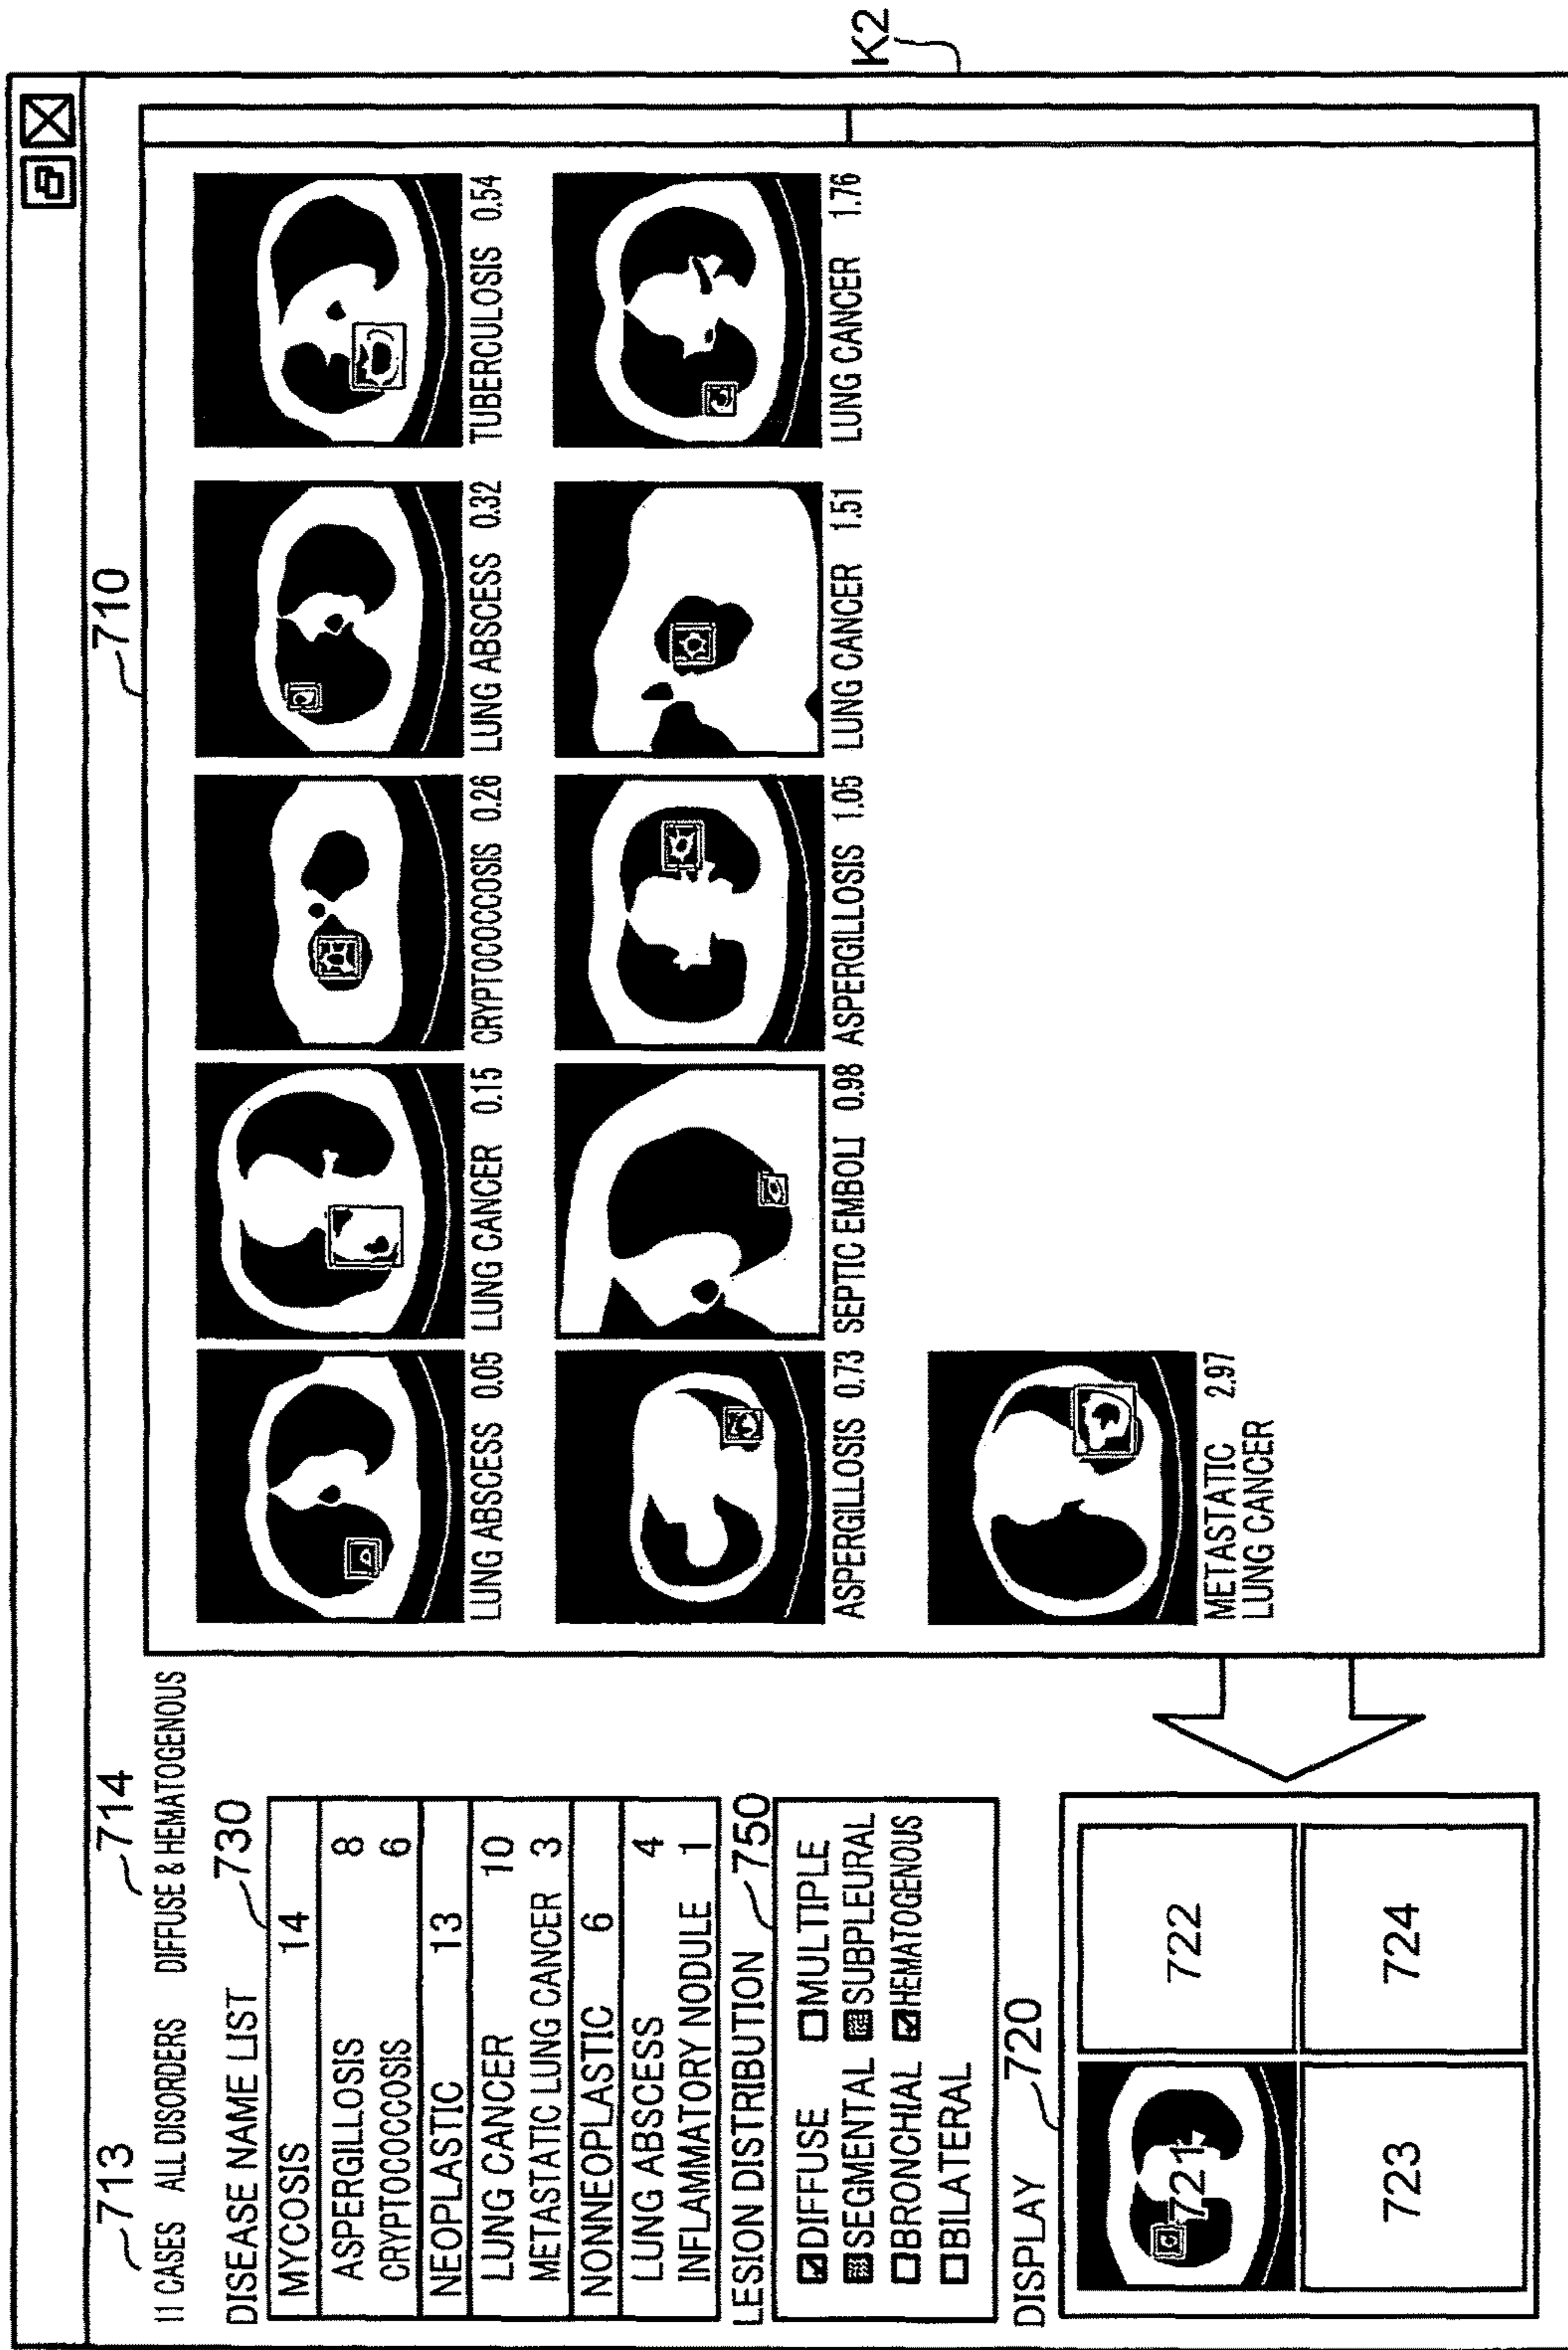 K2
713
714
710
11 CASES ALL DISORDERS DIFFUSE & HEMATOGENOUS
DISEASE NAME LIST 730
MYCOSIS 14
ASPERGILLOSIS 8
CRYPTOCOCCOSIS 6
NEOPLASTIC 13
LUNG CANCER 10
METASTATIC LUNG CANCER 3
NONNEOPLASTIC 6
LUNG ABSCESS 4
INFLAMMATORY NODULE 1
LESION DISTRIBUTION 750
DIFFUSE MULTIPLE
SEGMENTAL SUBPLEURAL
BRONCHIAL HEMATOGENOUS
BILATERAL
DISPLAY 720
721 722
723 724
LUNG ABSCESS 0.05 LUNG CANCER 0.15 CRYPTOCOCCOSIS 0.26 LUNG ABSCESS 0.32 TUBERCULOSIS 0.54
ASPERGILLOSIS 0.73 SEPTIC EMBOLI 0.98 ASPERGILLOSIS 1.05 LUNG CANCER 1.51 LUNG CANCER 1.76
METASTATIC 2.97
LUNG CANCER